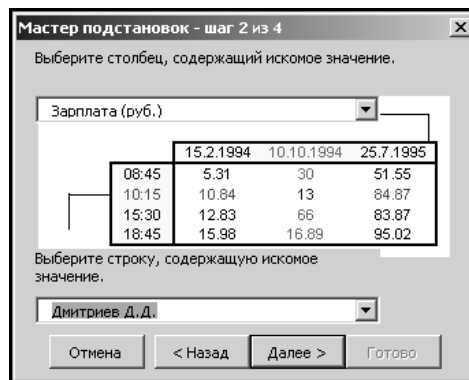 Мастер подстановок - шаг 2 из 4
Выберите столбец, содержащий искомое значение.
Зарплата (руб.)
15.2.1994 10.10.1994 25.7.1995
08:45 5.31 30 51.55
10:15 10.84 13 84.87
15:30 12.83 66 83.87
18:45 15.98 16.89 95.02
Выберите строку, содержащую искомое
значение.
Дмитриев Д.Д.
Отмена < Назад Далее > Готово